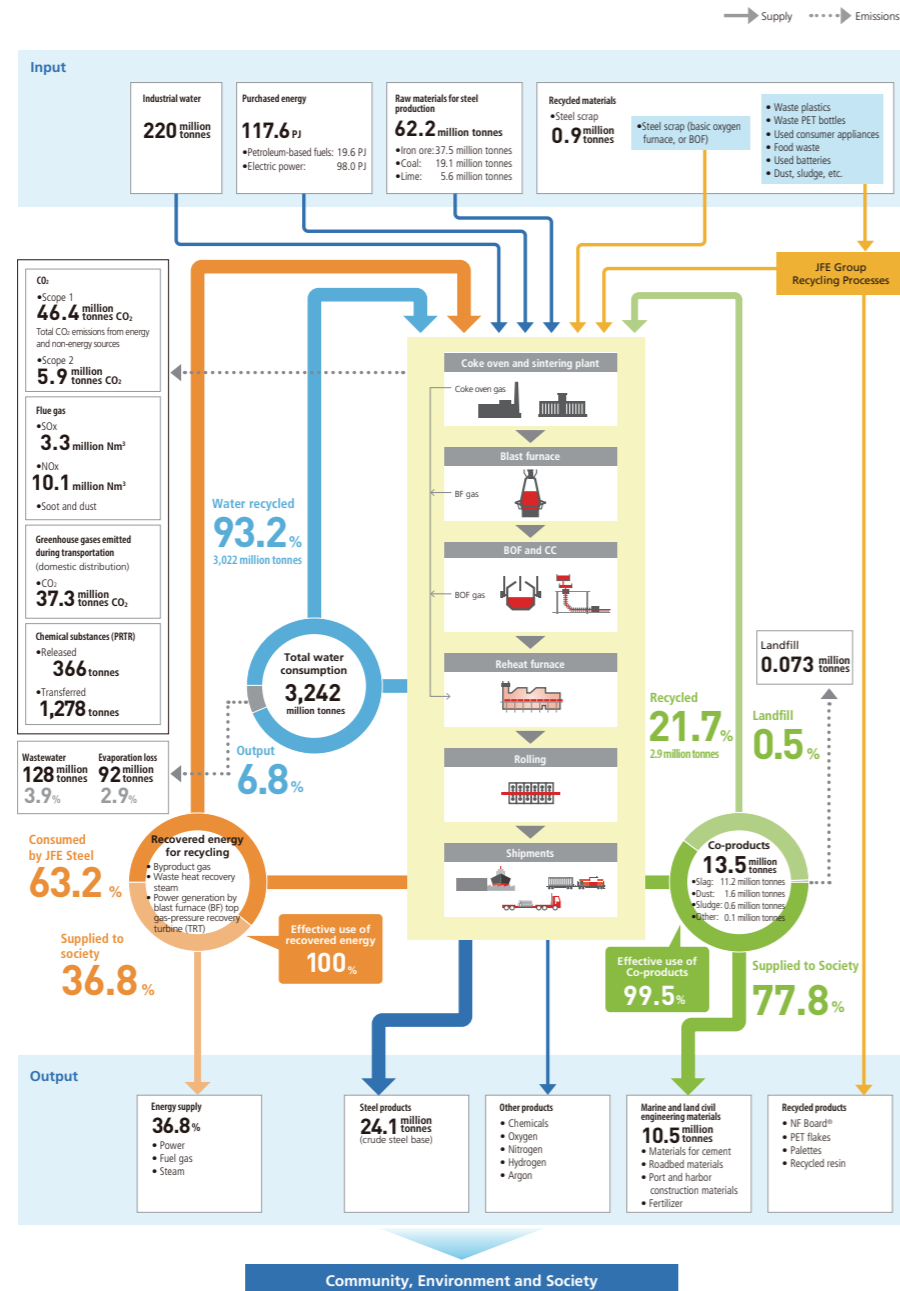 Supply
Emissions
Input
Industrial water
220 million tonnes
Purchased energy
117.6 PJ
•Petroleum-based fuels: 19.6 PJ
•Electric power: 98.0 PJ
Raw materials for steel
production
62.2 million tonnes
•Iron ore: 37.5 million tonnes
•Coal: 19.1 million tonnes
•Lime: 5.6 million tonnes
Recycled materials
•Steel scrap
0.9 million tonnes
•Steel scrap (basic oxygen
furnace, or BOF)
• Waste plastics
• Waste PET bottles
• Used consumer appliances
• Food waste
• Used batteries
• Dust, sludge, etc.
JFE Group
Recycling Processes
CO₂
•Scope 1
46.4 million tonnes CO₂
Total CO₂ emissions from energy
and non-energy sources
•Scope 2
5.9 million tonnes CO₂
Flue gas
•SOx
3.3 million Nm³
•NOx
10.1 million Nm³
•Soot and dust
Greenhouse gases emitted
during transportation
(domestic distribution)
•CO₂
37.3 million tonnes CO₂
Chemical substances (PRTR)
•Released
366 tonnes
•Transferred
1,278 tonnes
Wastewater
128 million tonnes
3.9%
Evaporation loss
92 million tonnes
2.9%
Water recycled
93.2%
3,022 million tonnes
Total water
consumption
3,242
million tonnes
Output
6.8%
Coke oven and sintering plant
Coke oven gas
Blast furnace
BF gas
BOF and CC
BOF gas
Reheat furnace
Rolling
Shipments
Recycled
21.7%
2.9 million tonnes
Landfill
0.073 million tonnes
Landfill
0.5%
Consumed
by JFE Steel
63.2%
Recovered energy
for recycling
• Byproduct gas
• Waste heat recovery
steam
• Power generation by
blast furnace (BF) top
gas-pressure recovery
turbine (TRT)
Supplied to
society
36.8%
Effective use of
recovered energy
100%
Co-products
13.5 million tonnes
•Slag: 11.2 million tonnes
•Dust: 1.6 million tonnes
•Sludge: 0.6 million tonnes
•Other: 0.1 million tonnes
Effective use of
Co-products
99.5%
Supplied to Society
77.8%
Output
Energy supply
36.8%
• Power
• Fuel gas
• Steam
Steel products
24.1 million tonnes
(crude steel base)
Other products
• Chemicals
• Oxygen
• Nitrogen
• Hydrogen
• Argon
Marine and land civil
engineering materials
10.5 million tonnes
• Materials for cement
• Roadbed materials
• Port and harbor
construction materials
• Fertilizer
Recycled products
• NF Board®
• PET flakes
• Palettes
• Recycled resin
Community, Environment and Society